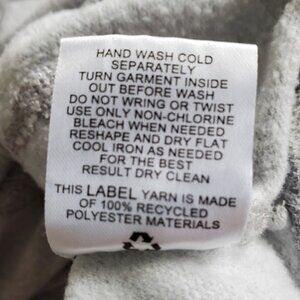 HAND WASH COLD
SEPARATELY
TURN GARMENT INSIDE
OUT BEFORE WASH
DO NOT WRING OR TWIST
USE ONLY NON-CHLORINE
BLEACH WHEN NEEDED
RESHAPE AND DRY FLAT
COOL IRON AS NEEDED
FOR THE BEST
RESULT DRY CLEAN
THIS LABEL YARN IS MADE
OF 100% RECYCLED
POLYESTER MATERIALS